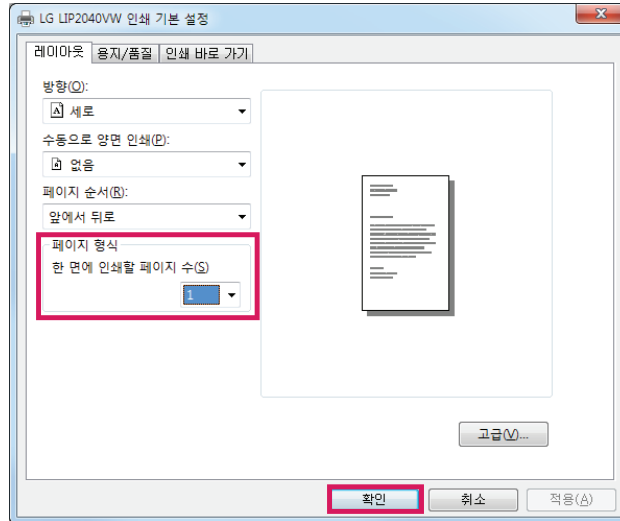 LG LIP2040VW 인쇄 기본 설정
레이아웃 용지/품질 인쇄 바로 가기
방향(O):
세로
수동으로 양면 인쇄(P):
없음
페이지 순서(R):
앞에서 뒤로
페이지 형식
한 면에 인쇄할 페이지 수(S)
1
고급(V)...
확인 취소 적용(A)